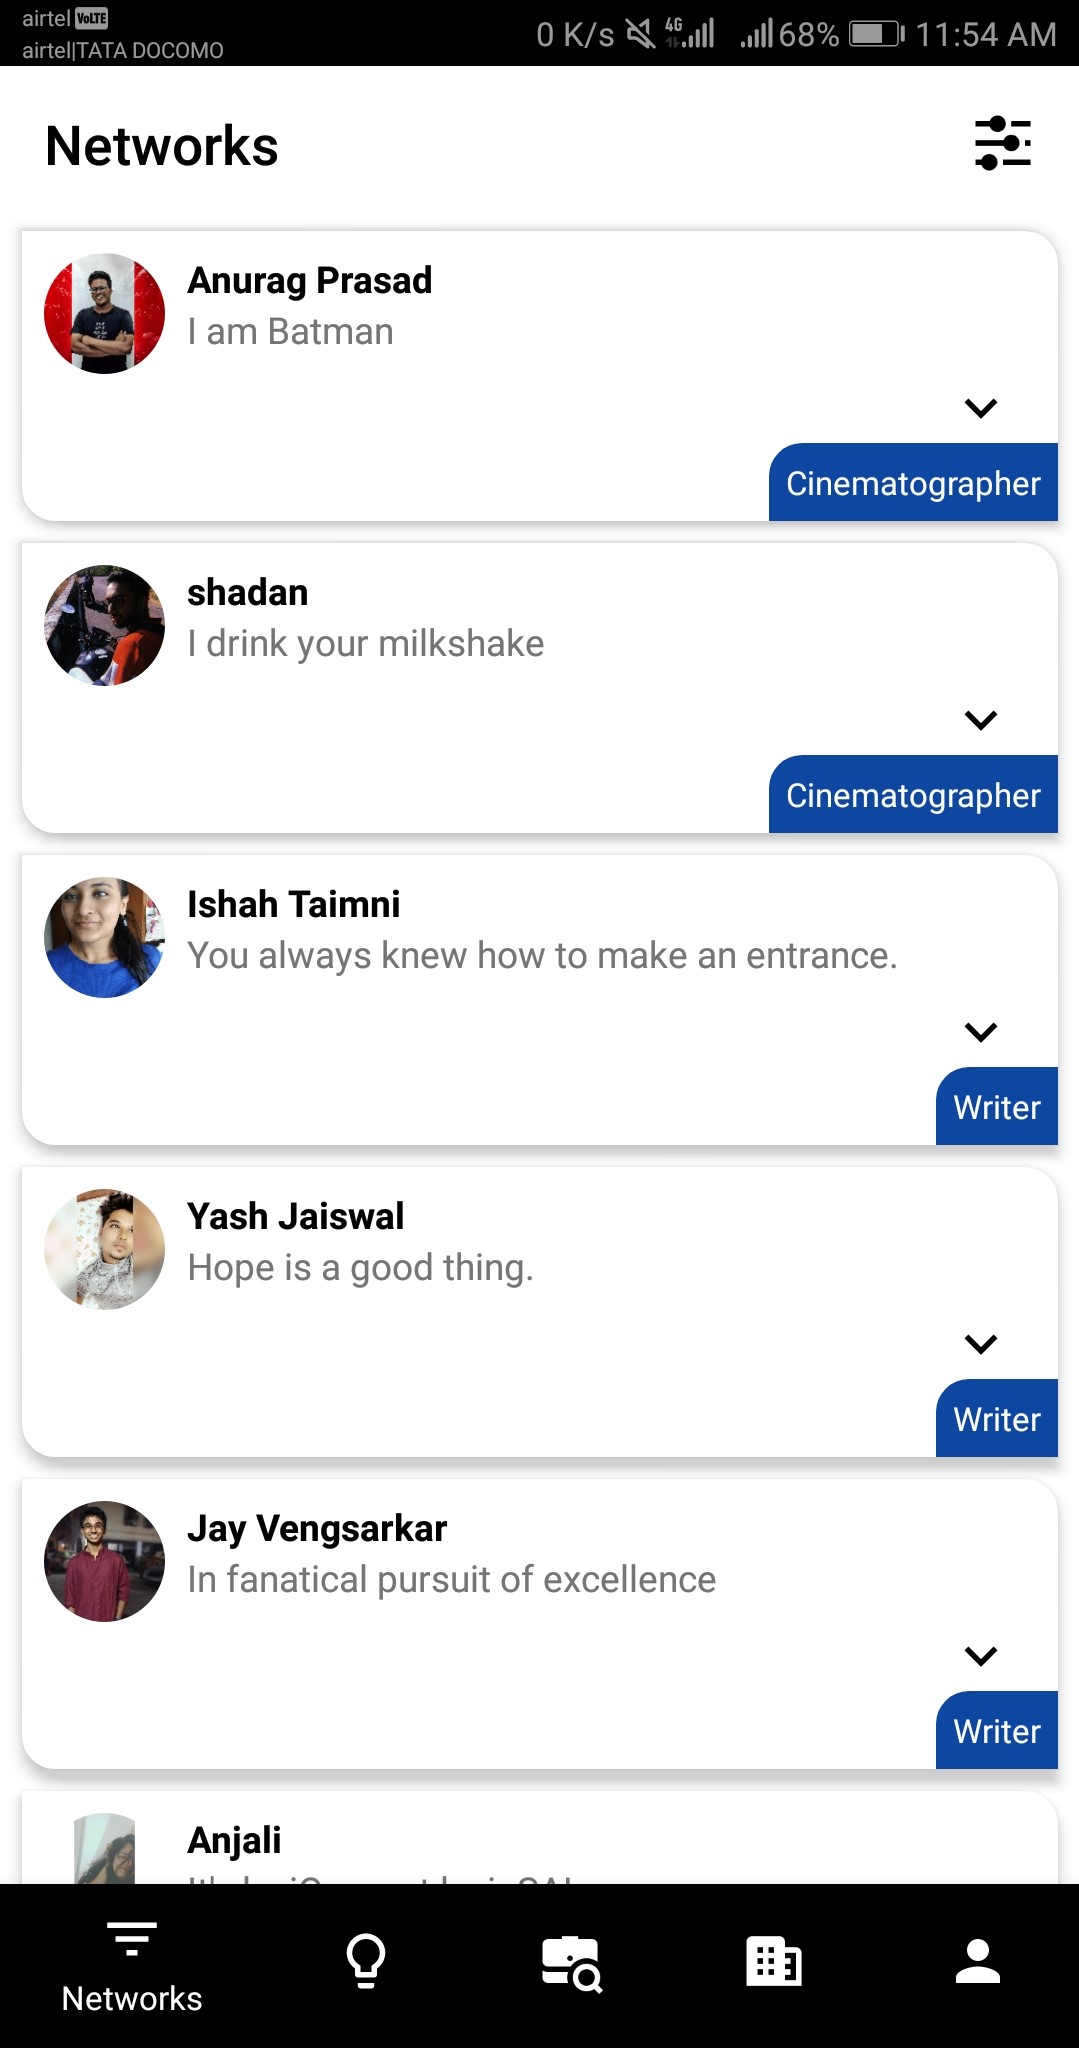 airtel VoLTE
airtel|TATA DOCOMO
0 K/s 4G 68% 11:54 AM
Networks
Anurag Prasad
I am Batman
Cinematographer
shadan
I drink your milkshake
Cinematographer
Ishah Taimni
You always knew how to make an entrance.
Writer
Yash Jaiswal
Hope is a good thing.
Writer
Jay Vengsarkar
In fanatical pursuit of excellence
Writer
Anjali
Networks